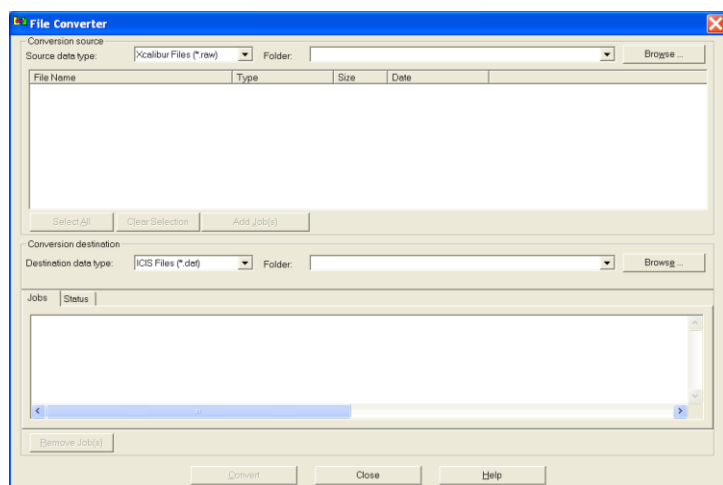 File Converter
Conversion source
Source data type: Xcalibur Files (*.raw) Folder: Browse ...
File Name Type Size Date
Select All Clear Selection Add Job(s)
Conversion destination
Destination data type: ICIS Files (*.dat) Folder: Browse ...
Jobs Status
Remove Job(s)
Convert Close Help